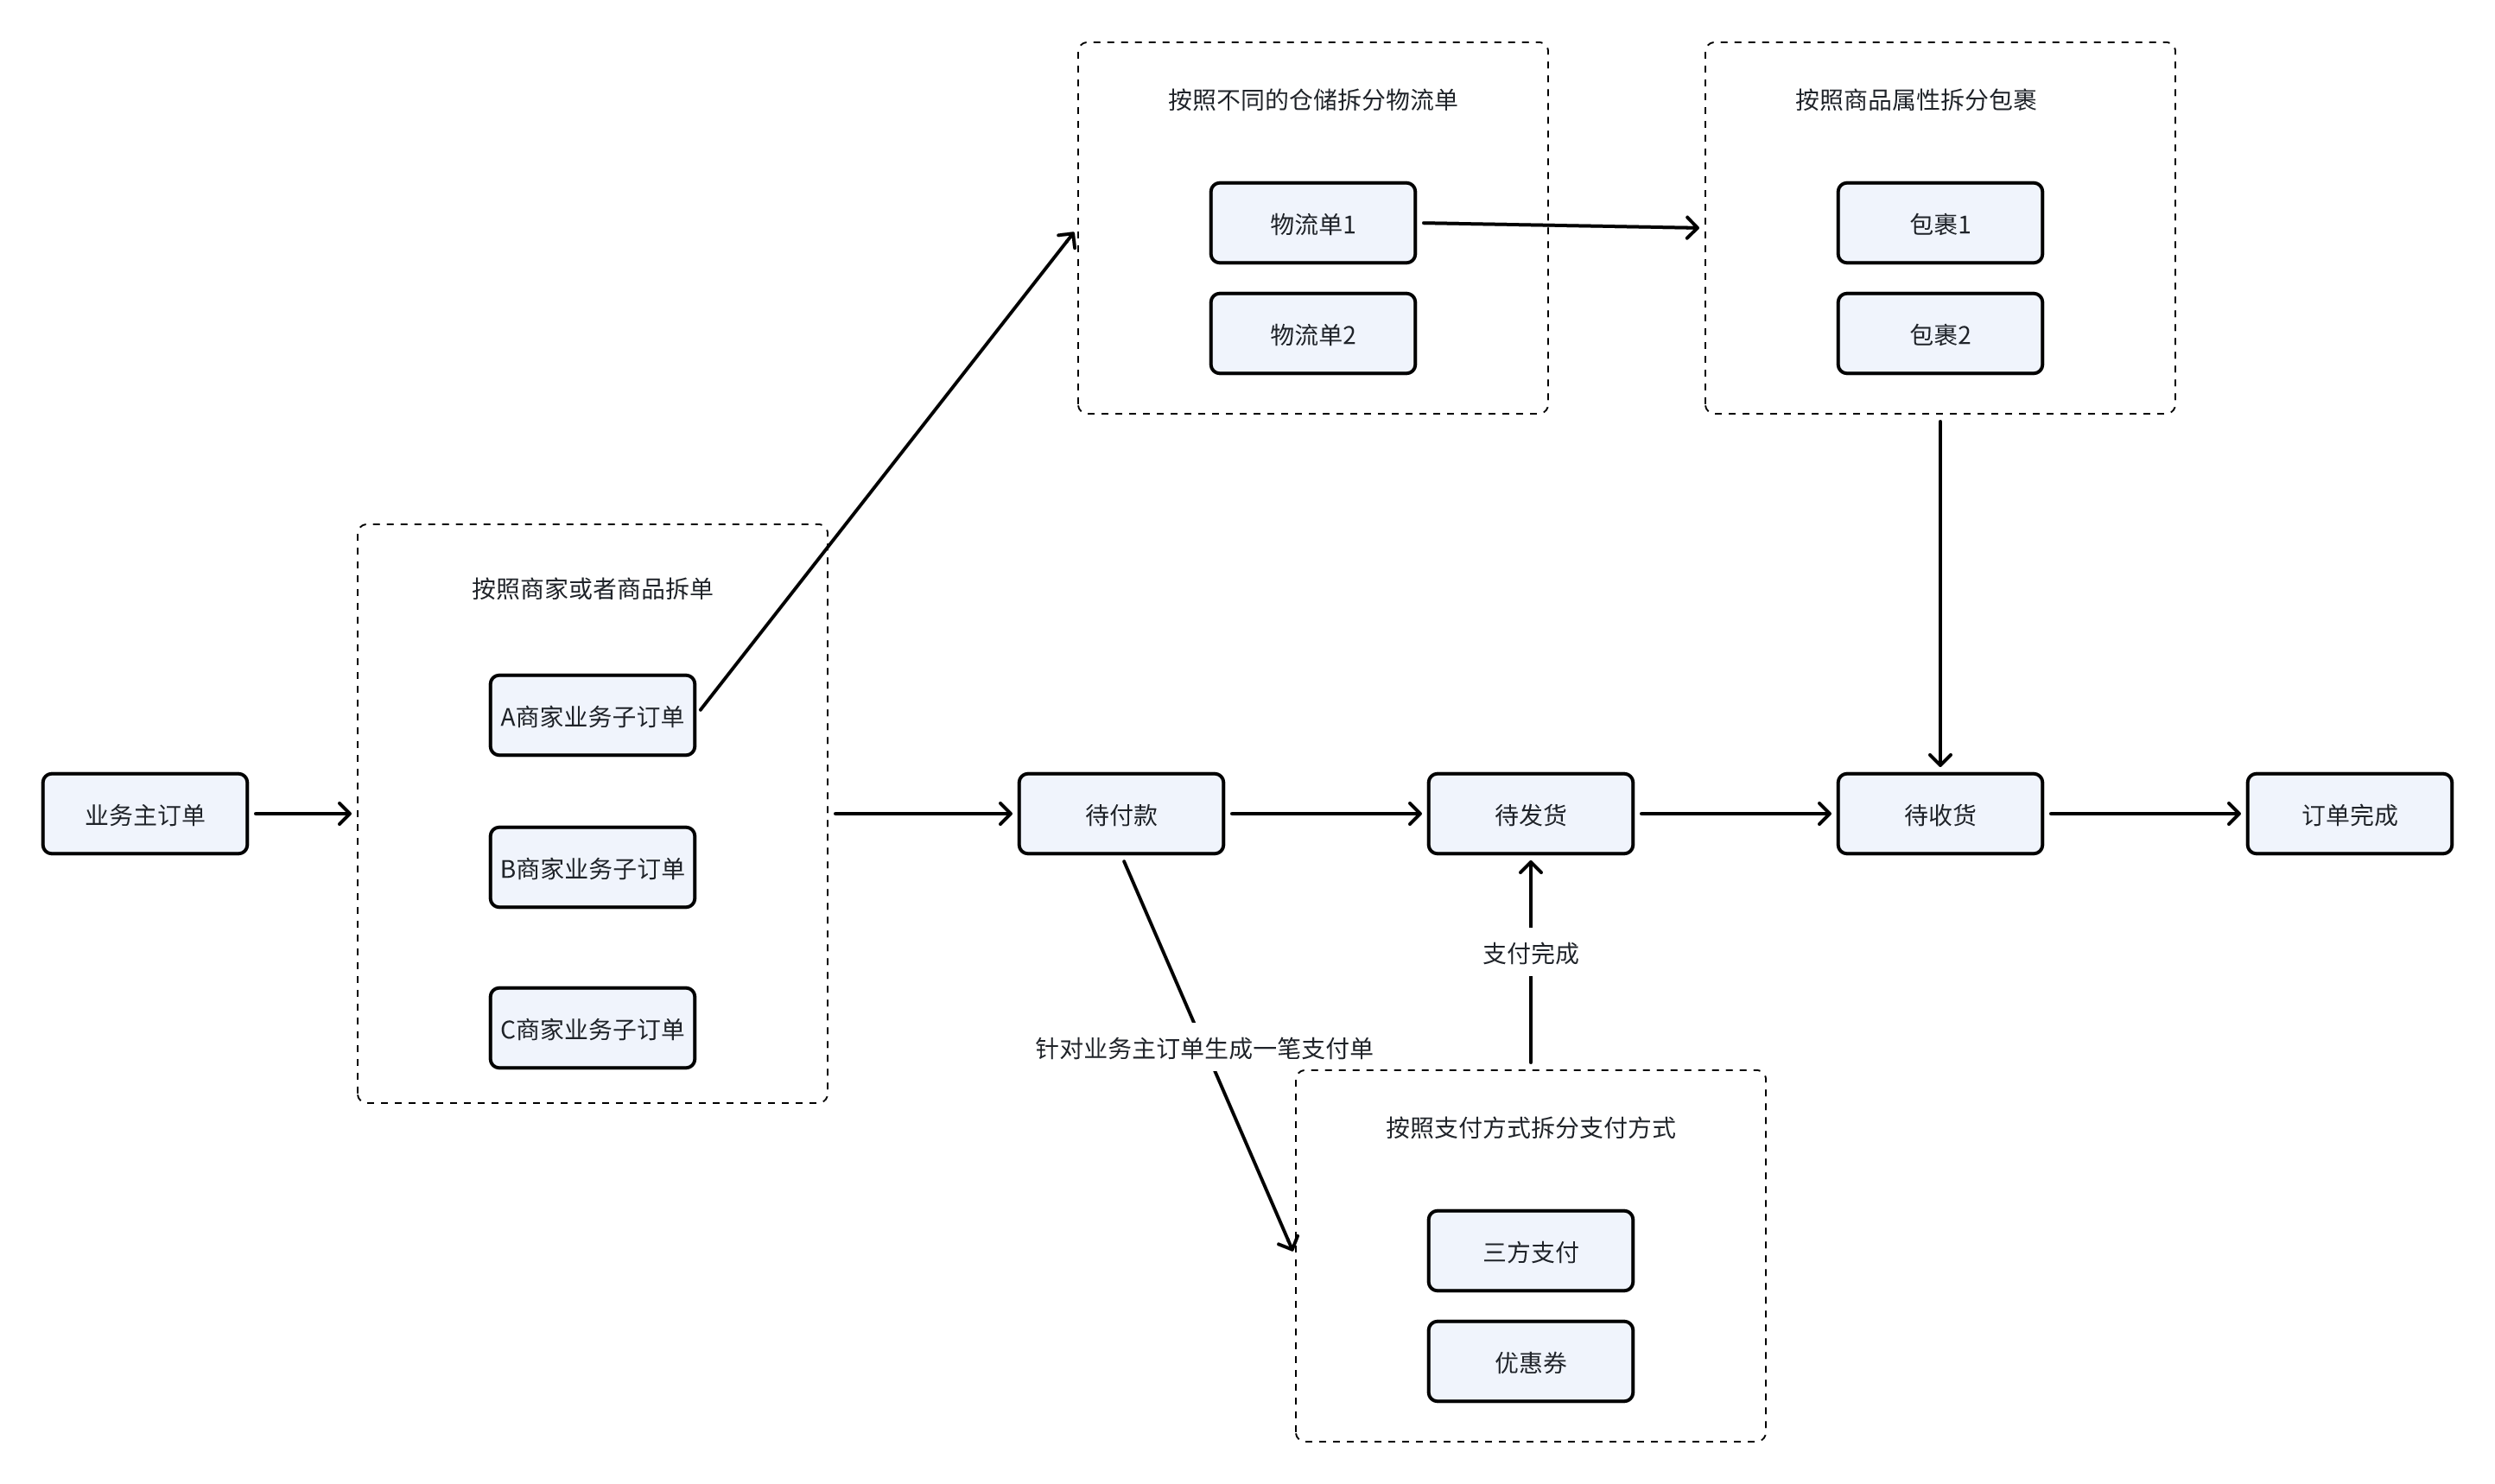 按照不同的仓储拆分物流单
物流单1
物流单2
按照商品属性拆分包裹
包裹1
包裹2
按照商家或者商品拆单
A商家业务子订单
B商家业务子订单
C商家业务子订单
业务主订单
待付款
待发货
待收货
订单完成
支付完成
针对业务主订单生成一笔支付单
按照支付方式拆分支付方式
三方支付
优惠券